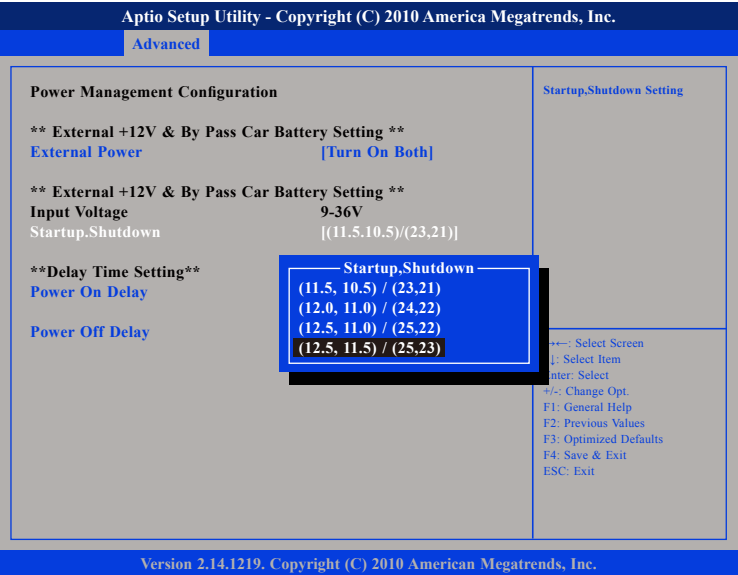 Aptio Setup Utility - Copyright (C) 2010 America Megatrends, Inc.
Advanced
Power Management Configuration
** External +12V & By Pass Car Battery Setting **
External Power [Turn On Both]
** External +12V & By Pass Car Battery Setting **
Input Voltage 9-36V
Startup.Shutdown [(11.5.10.5)/(23,21)]
**Delay Time Setting**
Power On Delay
Power Off Delay
Startup,Shutdown
(11.5, 10.5) / (23,21)
(12.0, 11.0) / (24,22)
(12.5, 11.0) / (25,22)
(12.5, 11.5) / (25,23)
Startup,Shutdown Setting
→←: Select Screen
↓: Select Item
Enter: Select
+/-: Change Opt.
F1: General Help
F2: Previous Values
F3: Optimized Defaults
F4: Save & Exit
ESC: Exit
Version 2.14.1219. Copyright (C) 2010 American Megatrends, Inc.